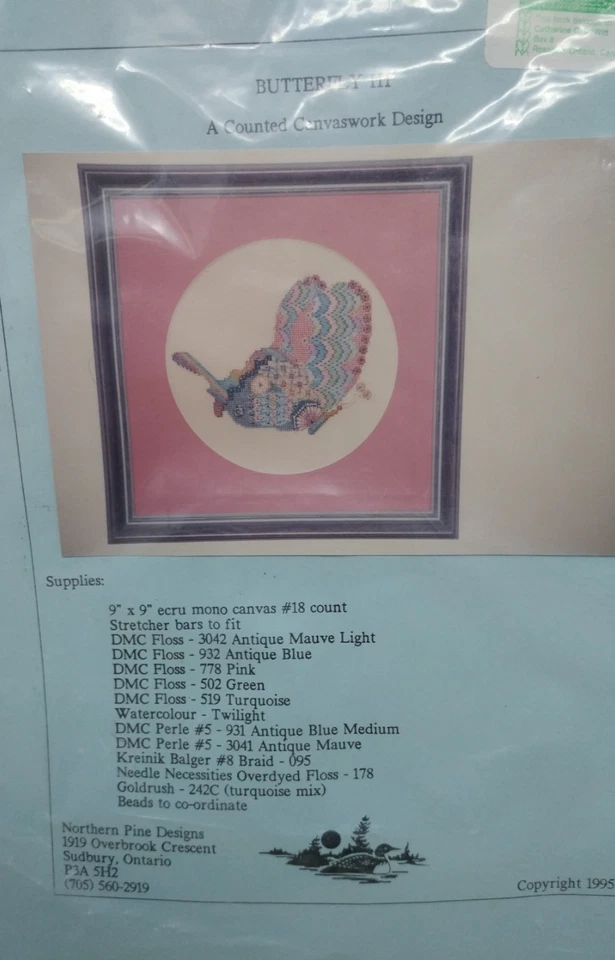 BUTTERFLY III
A Counted Canvaswork Design
Supplies:
9" x 9" ecru mono canvas #18 count
Stretcher bars to fit
DMC Floss - 3042 Antique Mauve Light
DMC Floss - 932 Antique Blue
DMC Floss - 778 Pink
DMC Floss - 502 Green
DMC Floss - 519 Turquoise
Watercolour - Twilight
DMC Perle #5 - 931 Antique Blue Medium
DMC Perle #5 - 3041 Antique Mauve
Kreinik Balger #8 Braid - 095
Needle Necessities Overdyed Floss - 178
Goldrush - 242C (turquoise mix)
Beads to co-ordinate
Northern Pine Designs
1919 Overbrook Crescent
Sudbury, Ontario
P3A 5H2
(705) 560-2919
Copyright 1995